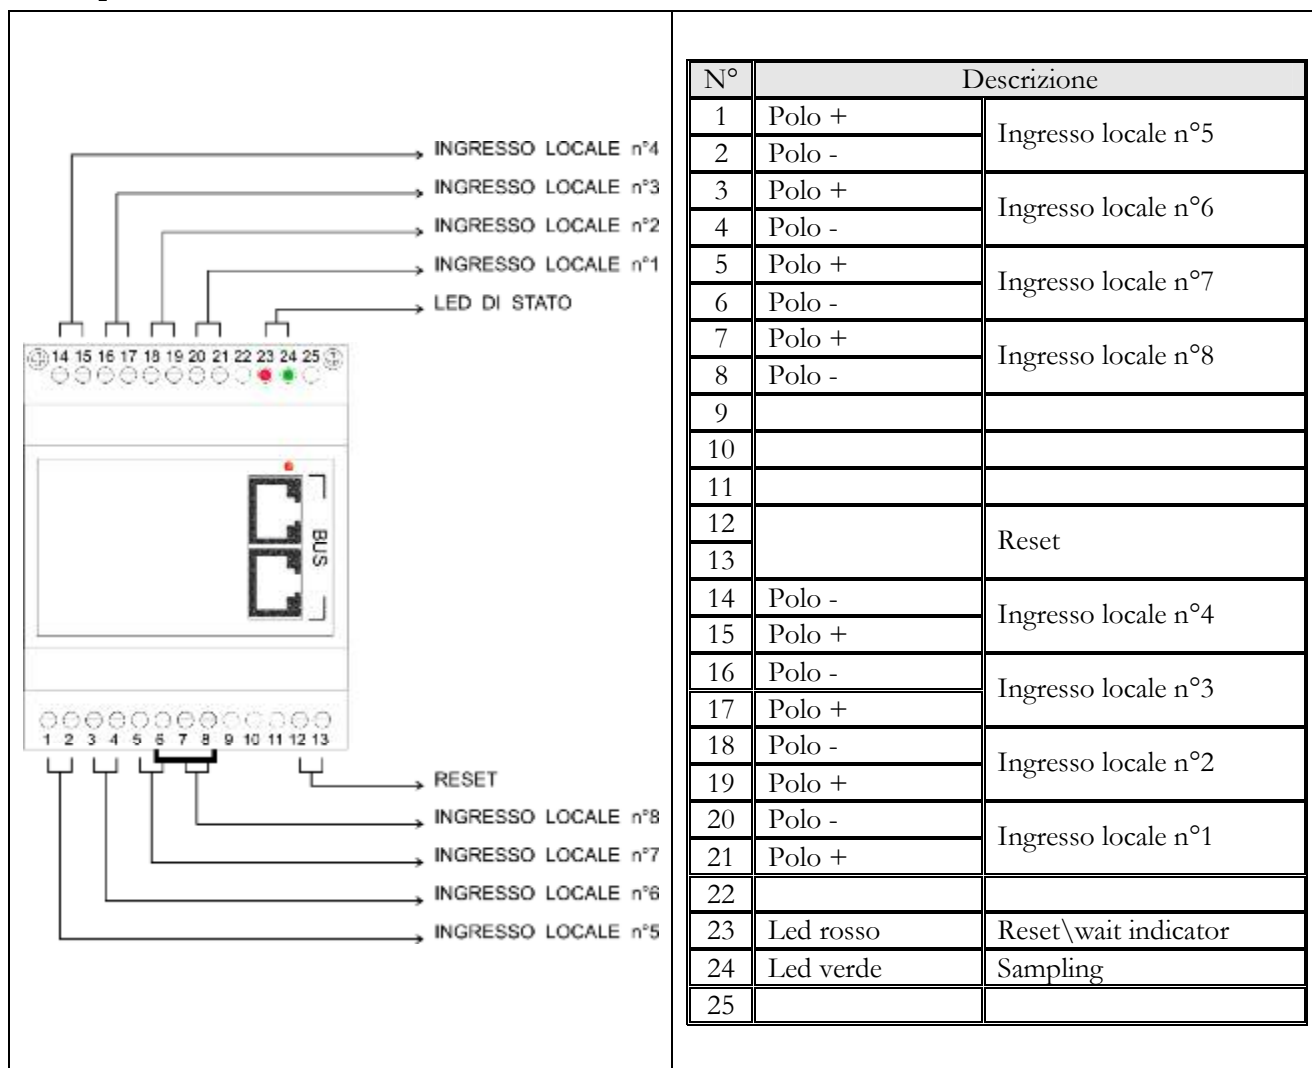 INGRESSO LOCALE n°4
INGRESSO LOCALE n°3
INGRESSO LOCALE n°2
INGRESSO LOCALE n°1
LED DI STATO
14 15 16 17 18 19 20 21 22 23 24 25
BUS
1 2 3 4 5 6 7 8 9 10 11 12 13
RESET
INGRESSO LOCALE n°8
INGRESSO LOCALE n°7
INGRESSO LOCALE n°6
INGRESSO LOCALE n°5
N° Descrizione
1 Polo + Ingresso locale n°5
2 Polo -
3 Polo + Ingresso locale n°6
4 Polo -
5 Polo + Ingresso locale n°7
6 Polo -
7 Polo + Ingresso locale n°8
8 Polo -
9
10
11
12 Reset
13
14 Polo - Ingresso locale n°4
15 Polo +
16 Polo - Ingresso locale n°3
17 Polo +
18 Polo - Ingresso locale n°2
19 Polo +
20 Polo - Ingresso locale n°1
21 Polo +
22
23 Led rosso Reset\wait indicator
24 Led verde Sampling
25